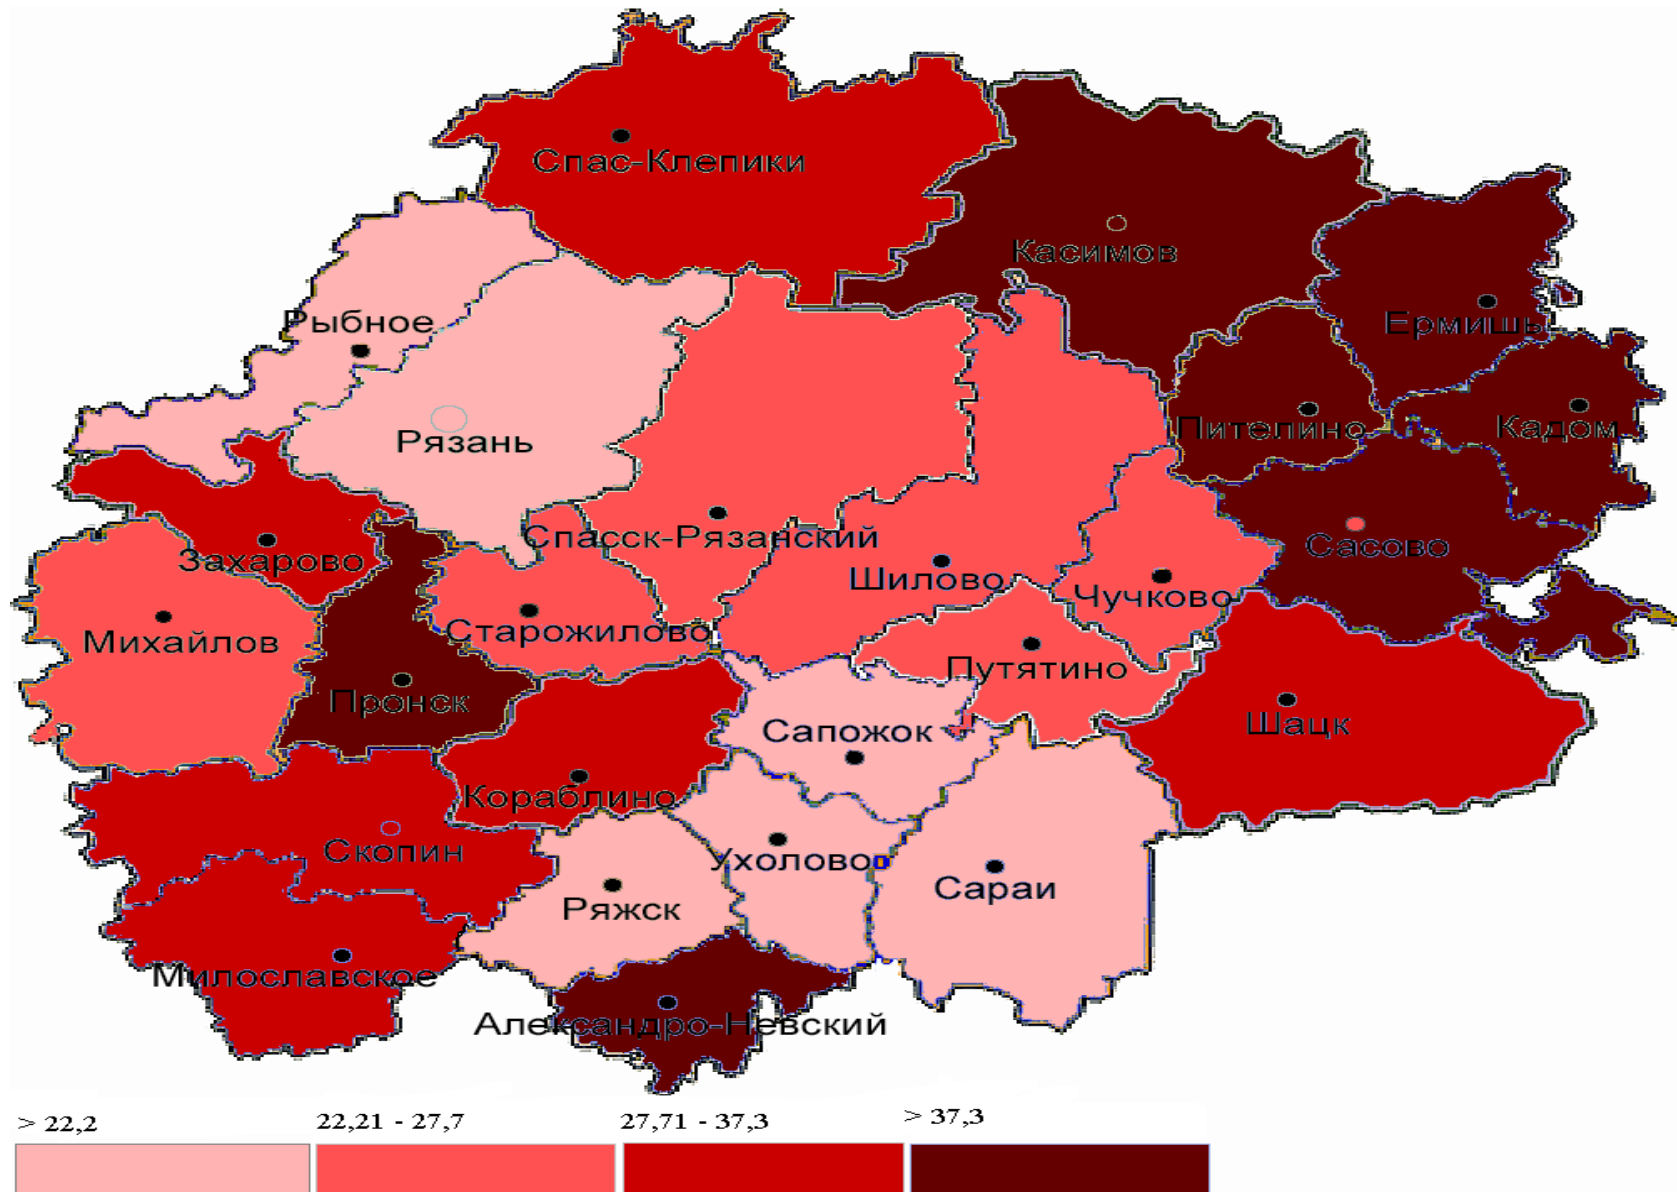 Спас-Клепики
Касимов
Рыбное
Ермишь
Рязань
Пителино
Кадом
Спасск-Рязанский
Захарово
Сасово
Шилово
Чучково
Старожилово
Михайлов
Путятино
Пронск
Шацк
Сапожок
Кораблино
Скопин
Ухолово
Сараи
Ряжск
Милославское
Александро-Невский
> 22,2 22,21 - 27,7 27,71 - 37,3 > 37,3